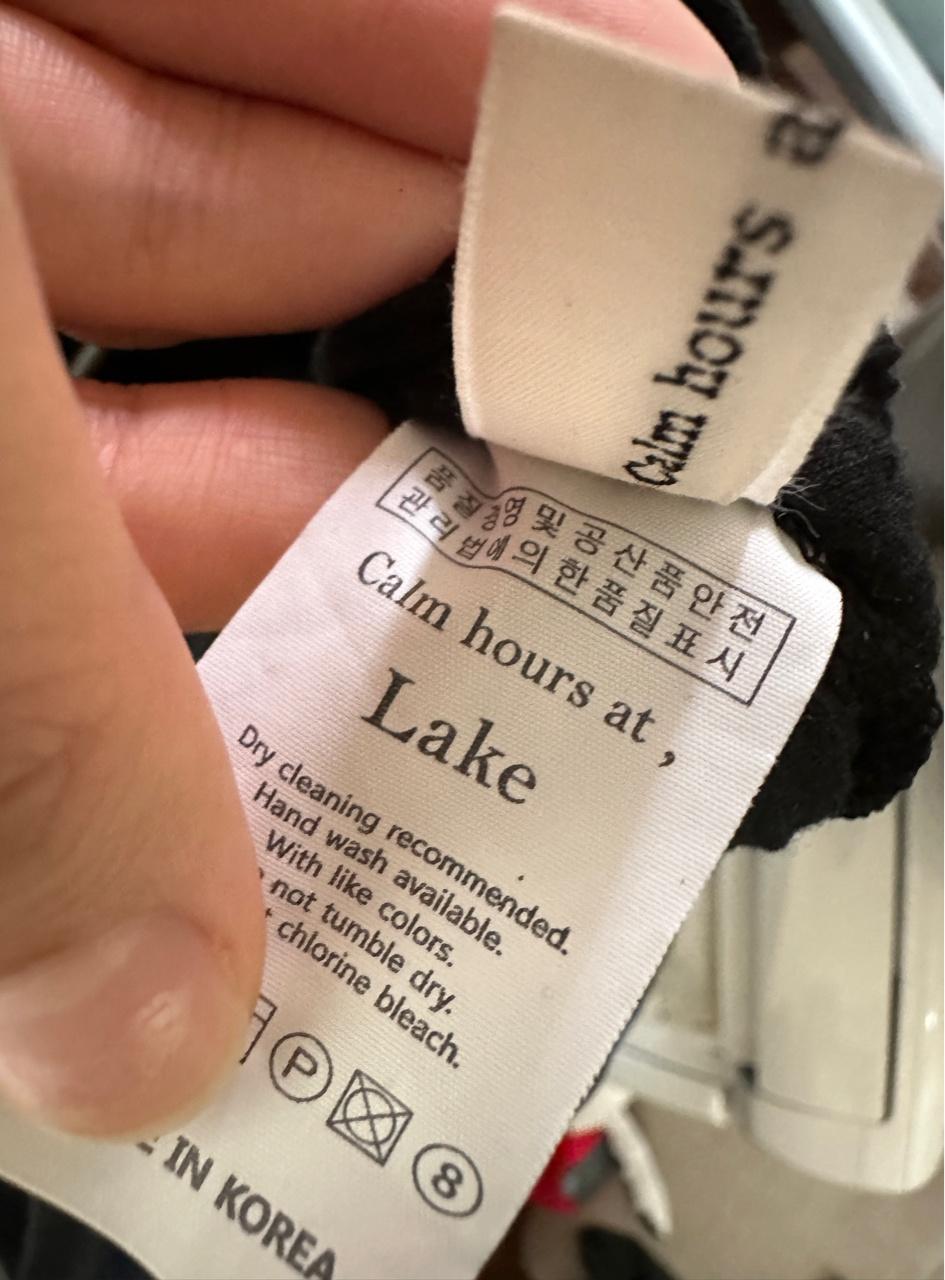 Calm hours
품질경영 및 공산품안전
관리법에 의한 품질표시
Calm hours at ,
Lake
Dry cleaning recommended.
Hand wash available.
With like colors.
not tumble dry.
chlorine bleach.
P
8
IN KOREA